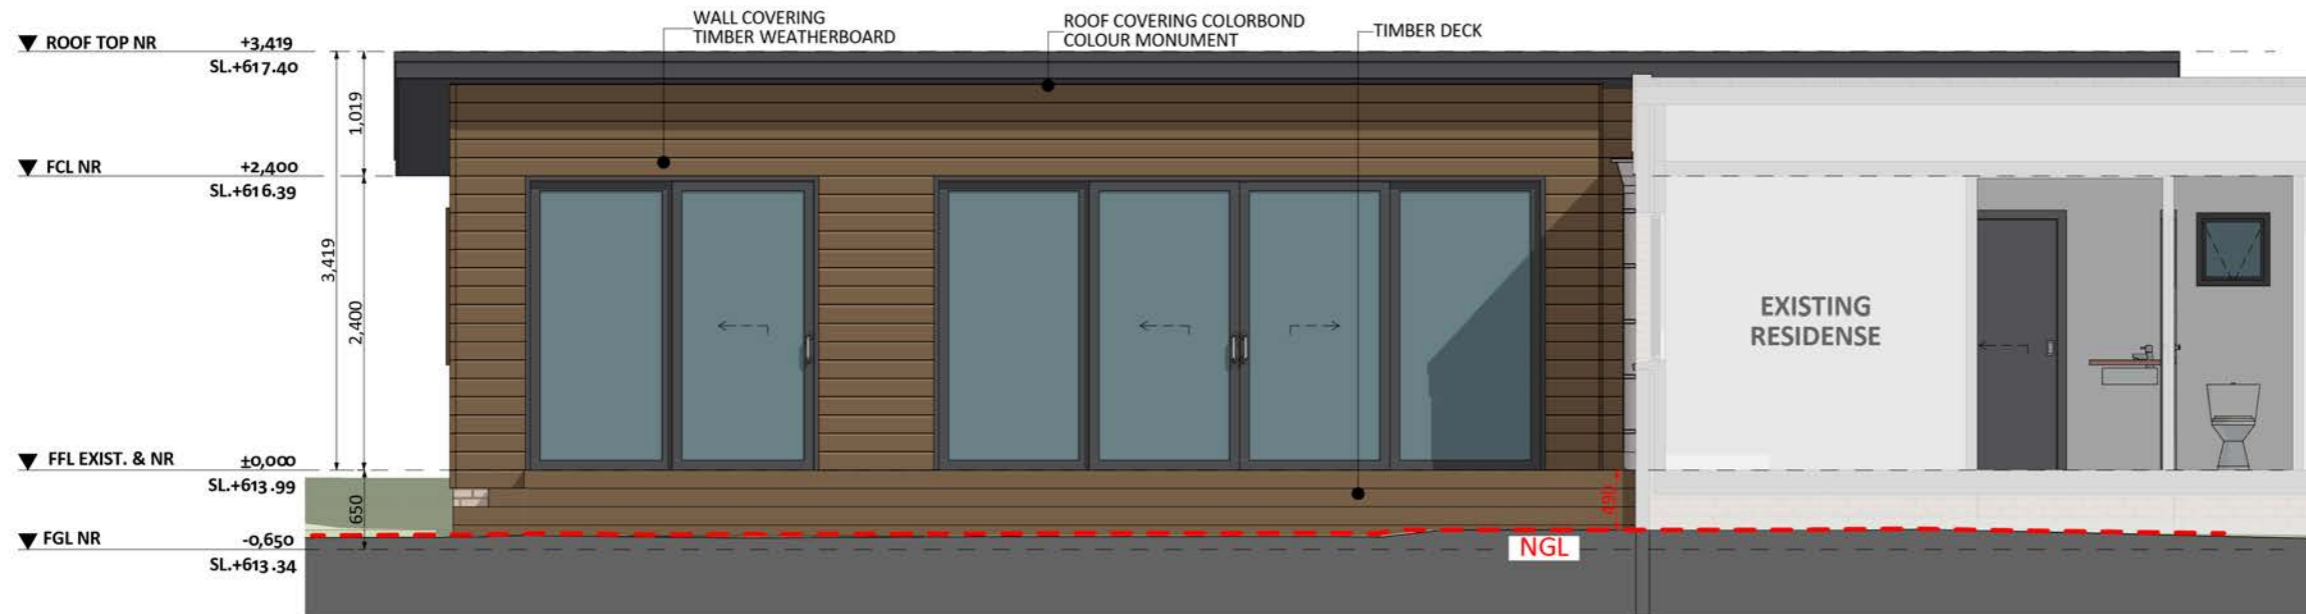 WALL COVERING
TIMBER WEATHERBOARD
ROOF COVERING COLORBOND
COLOUR MONUMENT
TIMBER DECK
ROOF TOP NR +3,419
SL.+617.40
1,019
FCL NR +2,400
SL.+616.39
3,419
2,400
EXISTING
RESIDENSE
FFL EXIST. & NR ±0,000
SL.+613.99
650
490
FGL NR -0,650
SL.+613.34
NGL